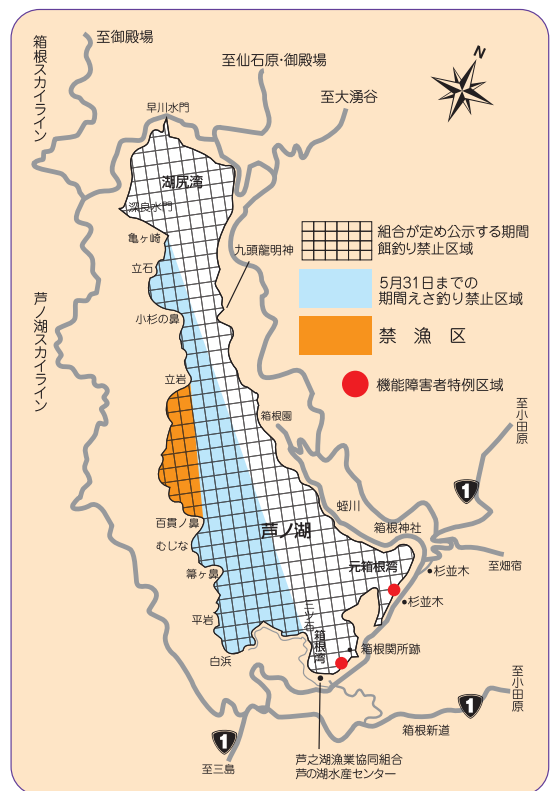 箱根スカイライン
至御殿場
至仙石原・御殿場
至大湧谷
N
早川水門
湖尻湾
深良水門
亀ヶ崎
九頭龍明神
立石
小杉の鼻
組合が定め公示する期間
餌釣り禁止区域
5月31日までの
期間えさ釣り禁止区域
禁漁区
機能障害者特例区域
芦ノ湖スカイライン
立岩
箱根園
至小田原
1
百貫ノ鼻
むじな
芦ノ湖
蛭川
箱根神社
元箱根湾
至畑宿
杉並木
杉並木
箒ヶ鼻
平岩
白浜
二ツ石
箱根湾
箱根関所跡
至小田原
1
箱根新道
1
至三島
芦之湖漁業協同組合
芦の湖水産センター